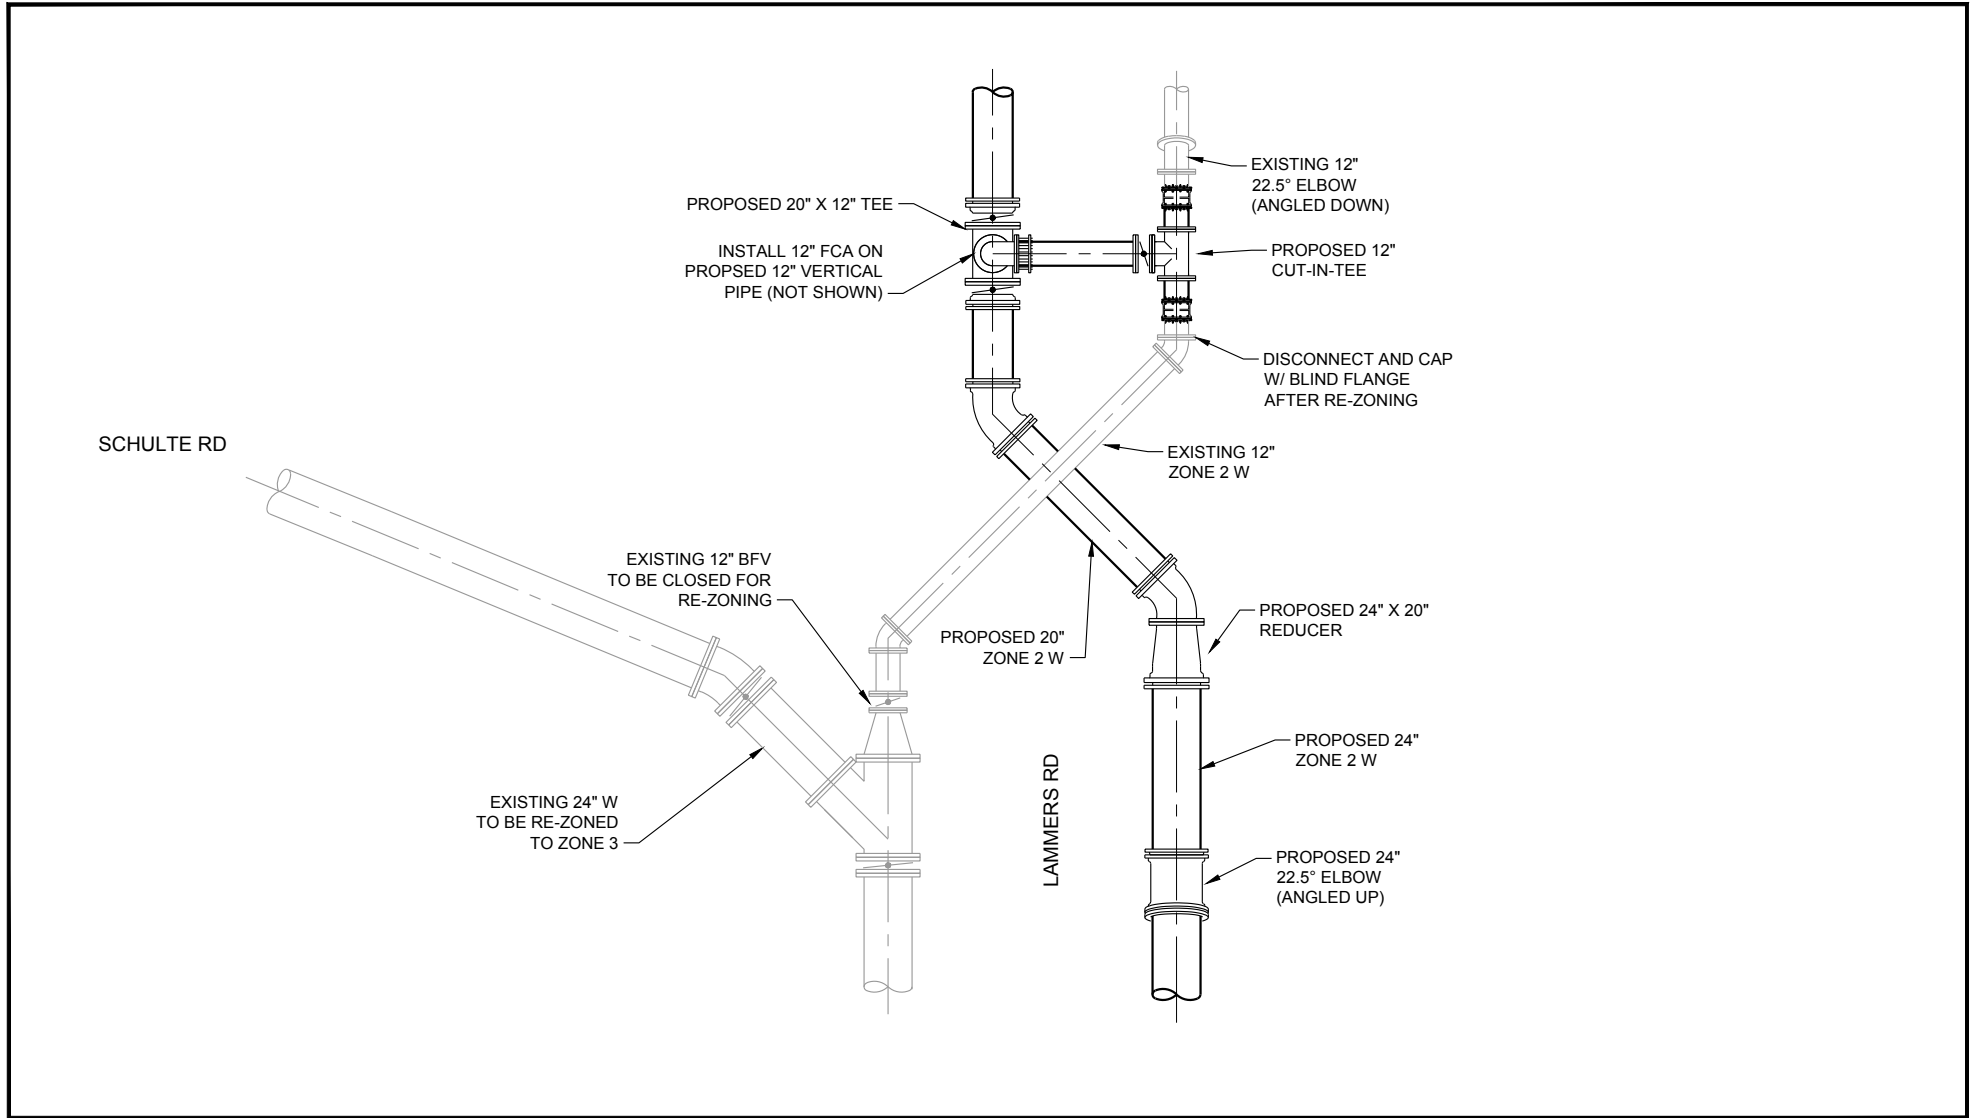 EXISTING 12"
22.5° ELBOW
(ANGLED DOWN)
PROPOSED 20" X 12" TEE
INSTALL 12" FCA ON
PROPSED 12" VERTICAL
PIPE (NOT SHOWN)
PROPOSED 12"
CUT-IN-TEE
DISCONNECT AND CAP
W/ BLIND FLANGE
AFTER RE-ZONING
SCHULTE RD
EXISTING 12"
ZONE 2 W
EXISTING 12" BFV
TO BE CLOSED FOR
RE-ZONING
PROPOSED 20"
ZONE 2 W
PROPOSED 24" X 20"
REDUCER
PROPOSED 24"
ZONE 2 W
LAMMERS RD
EXISTING 24" W
TO BE RE-ZONED
TO ZONE 3
PROPOSED 24"
22.5° ELBOW
(ANGLED UP)